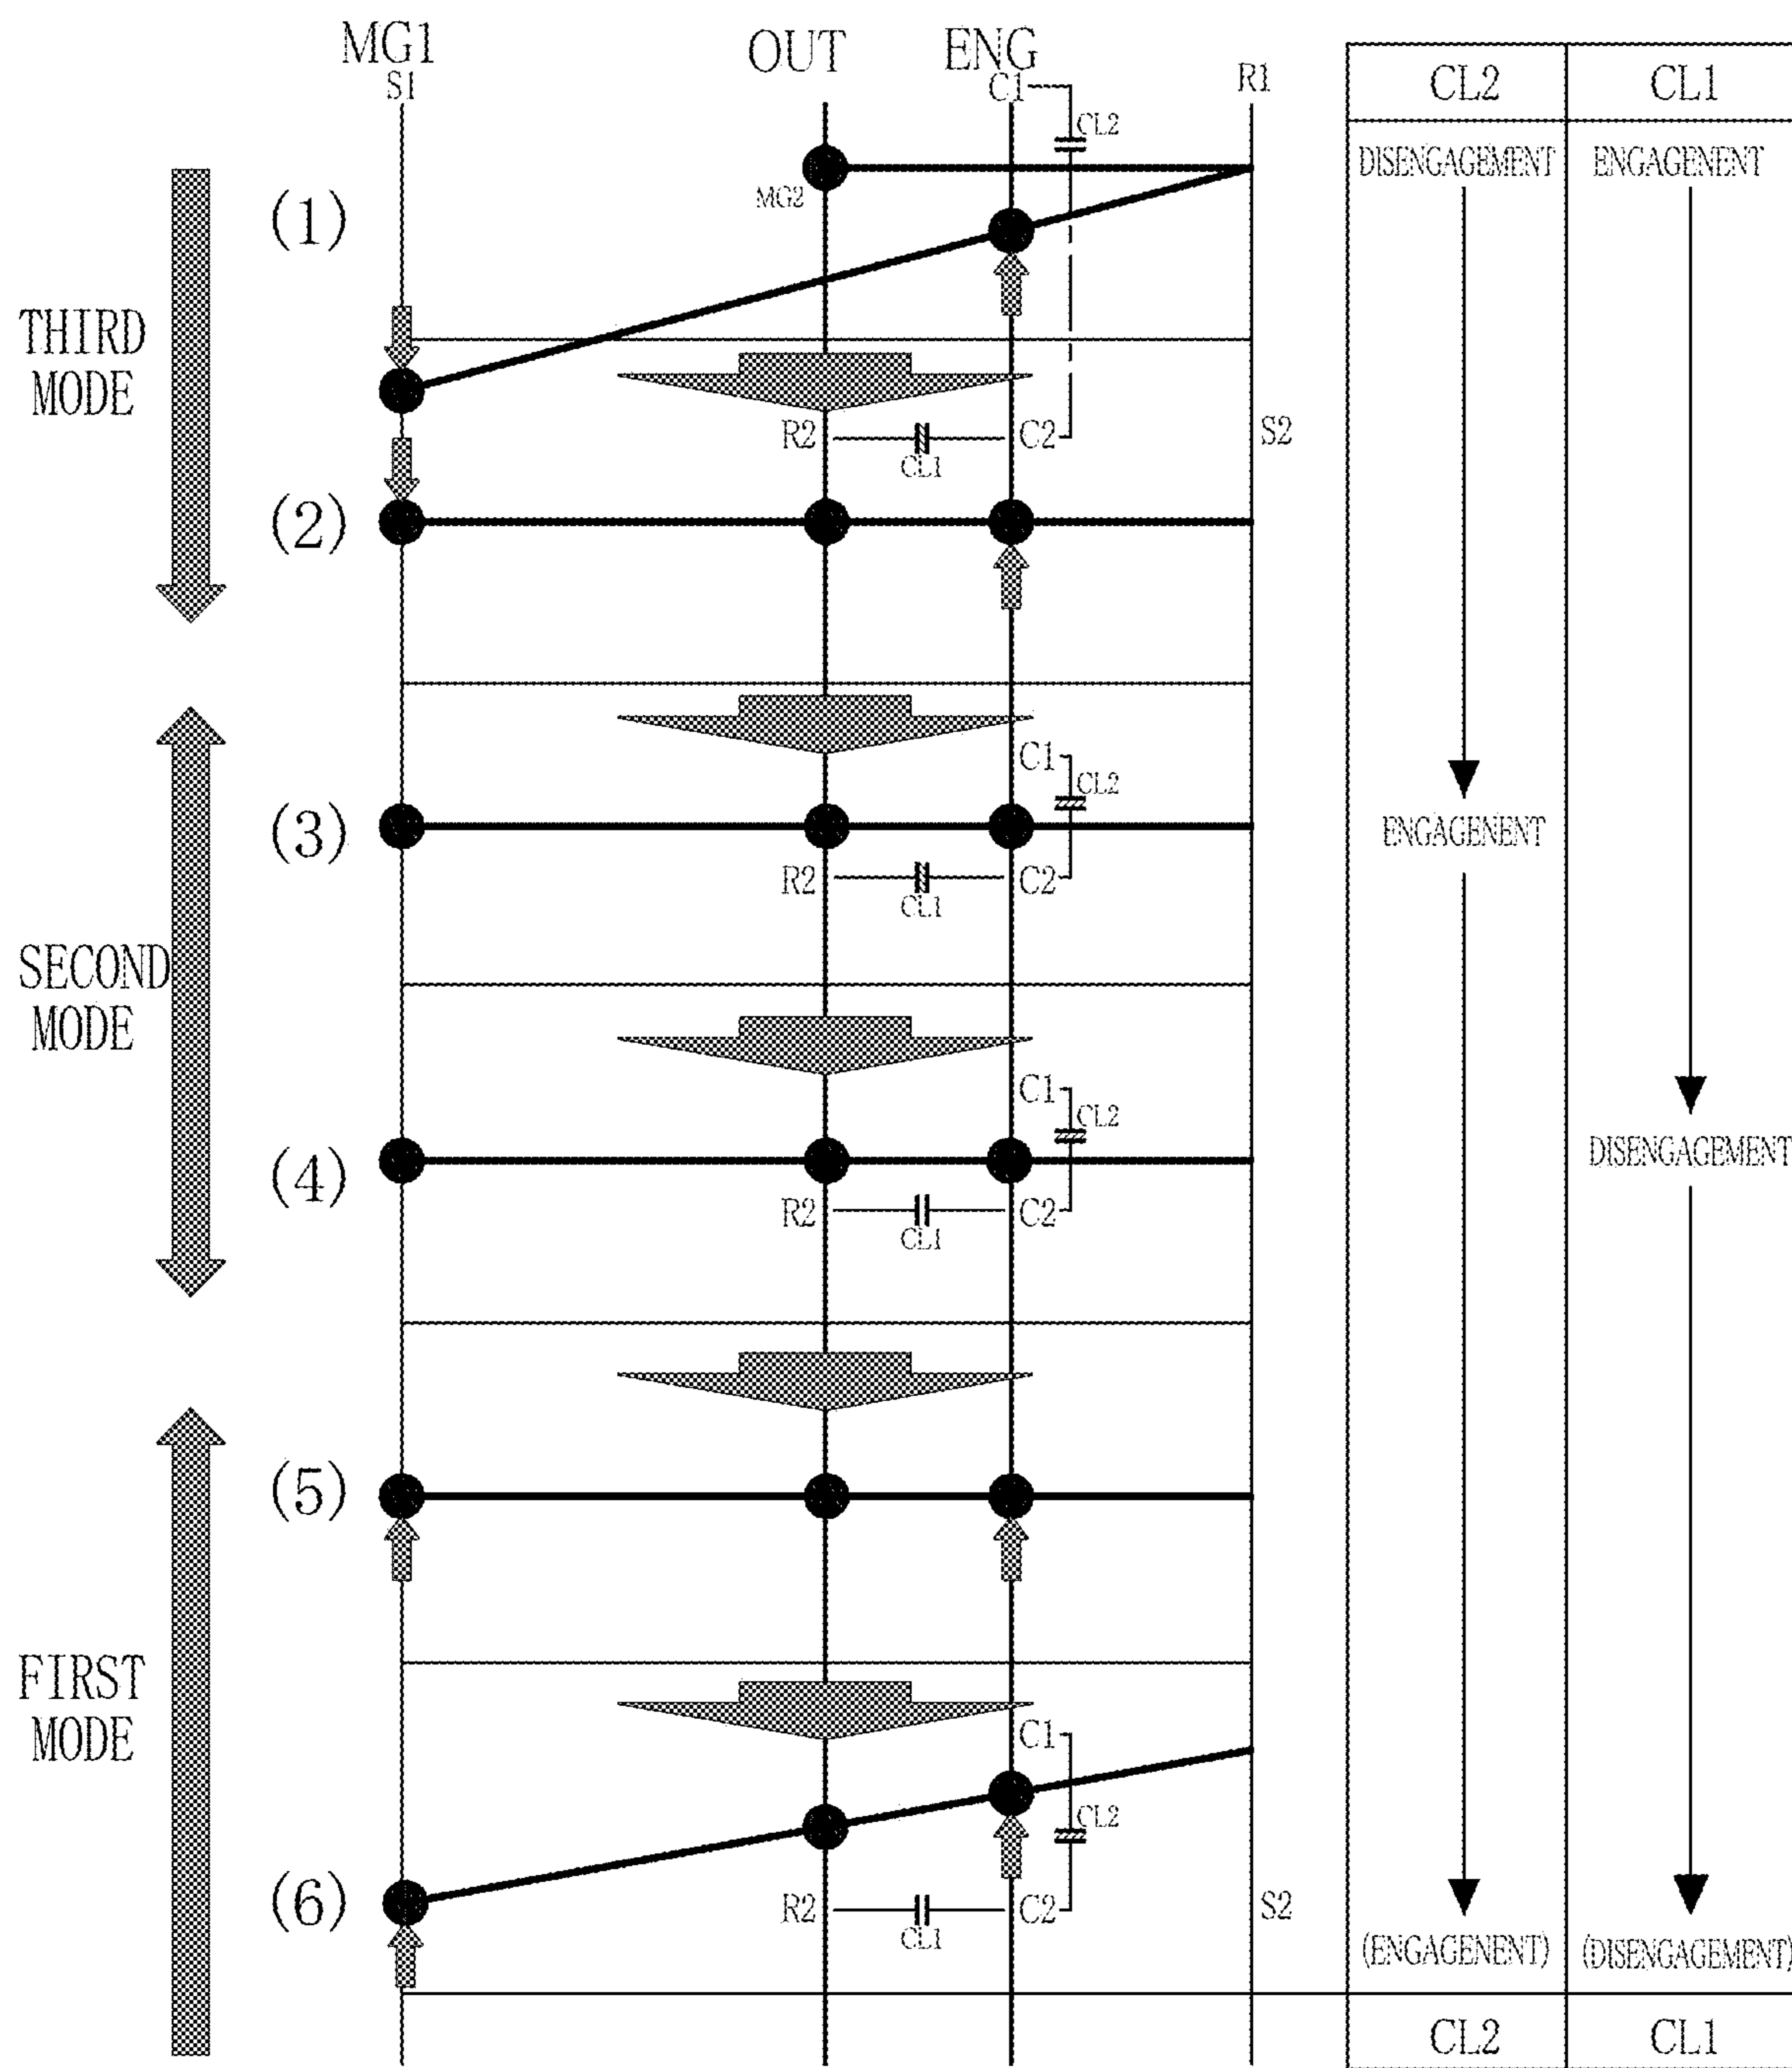 MG1
S1
OUT
ENG
C1
R1
CL2
CL1
CL2
DISENGAGEMENT
ENGAGENENT
MG2
(1)
THIRD
MODE
R2
CL1
C2
S2
(2)
C1
CL2
(3)
ENGAGENENT
R2
CL1
C2
SECOND
MODE
C1
CL2
(4)
DISENGAGEMENT
R2
CL1
C2
(5)
FIRST
MODE
C1
CL2
(6)
R2
CL1
C2
S2
(ENGAGENENT)
(DISENGAGEMENT)
CL2
CL1